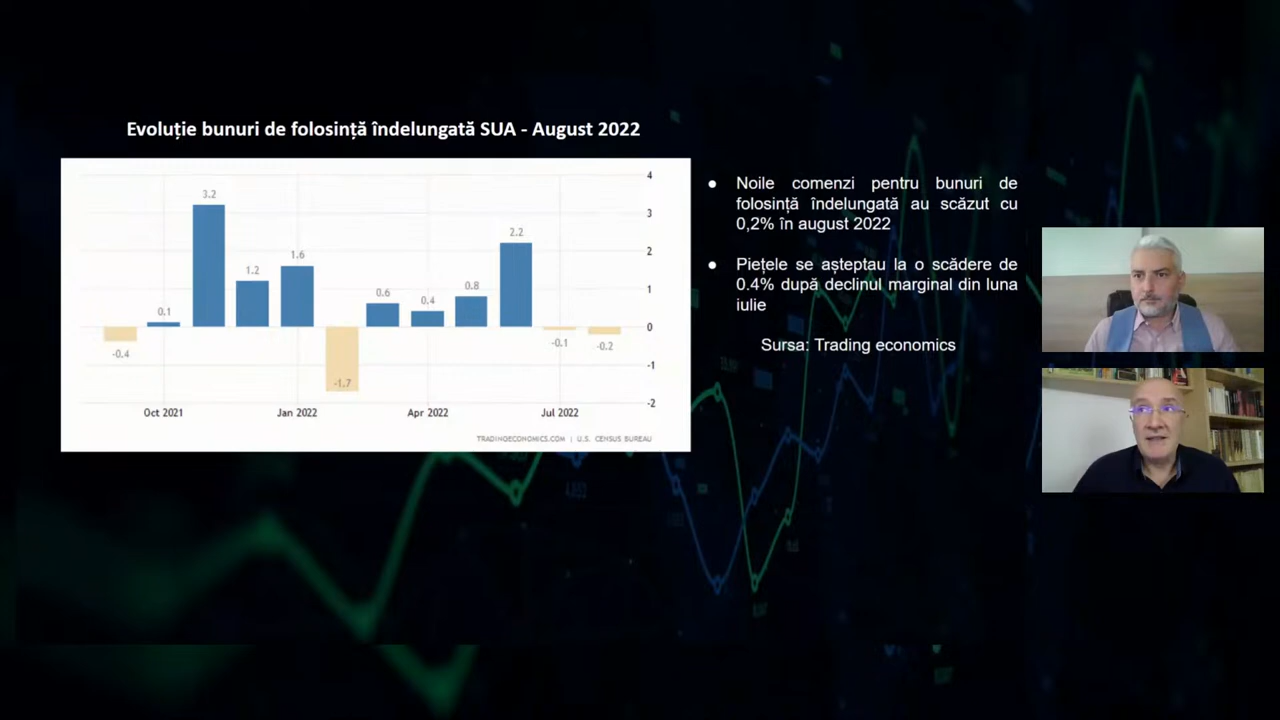 Evoluție bunuri de folosință îndelungată SUA - August 2022
4
3
2
1
0
-1
-2
-0.4
0.1
3.2
1.2
1.6
-1.7
0.6
0.4
0.8
2.2
-0.1
-0.2
Oct 2021
Jan 2022
Apr 2022
Jul 2022
TRADINGECONOMICS.COM | U.S. CENSUS BUREAU
● Noile comenzi pentru bunuri de
folosință îndelungată au scăzut cu
0,2% în august 2022
● Piețele se așteptau la o scădere de
0.4% după declinul marginal din luna
iulie
Sursa: Trading economics